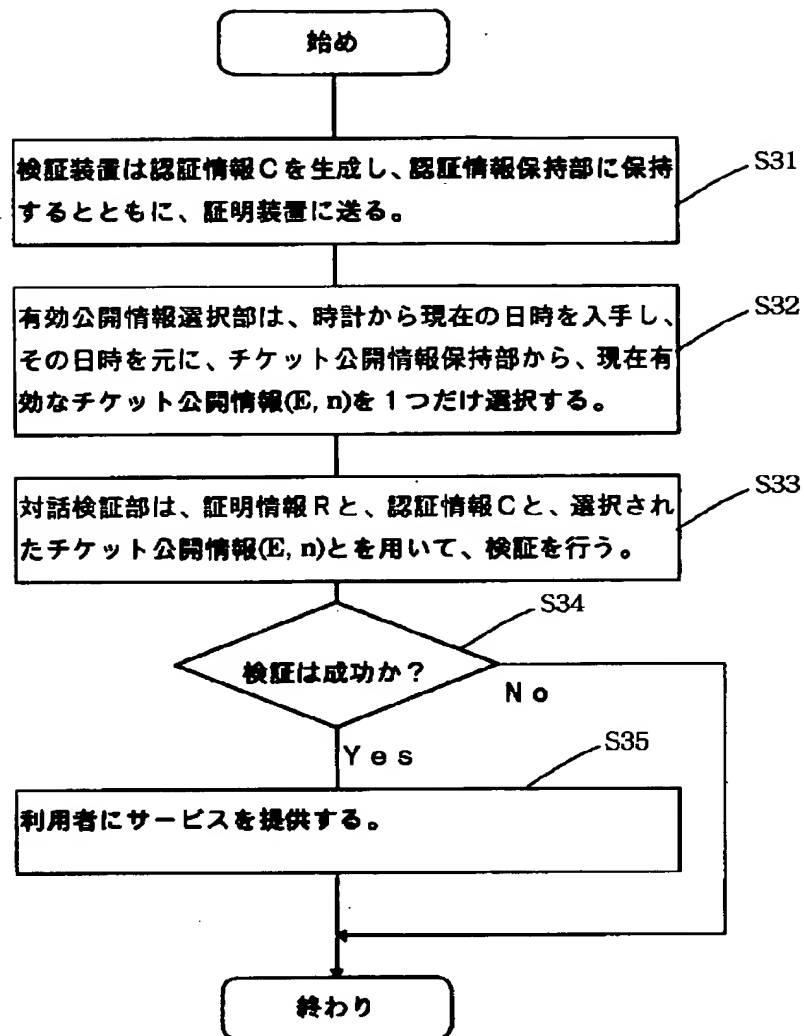 始め
検証装置は認証情報Cを生成し、認証情報保持部に保持
するとともに、証明装置に送る。
S31
有効公開情報選択部は、時計から現在の日時を入手し、
その日時を元に、チケット公開情報保持部から、現在有
効なチケット公開情報(E, n)を1つだけ選択する。
S32
対話検証部は、証明情報Rと、認証情報Cと、選択され
たチケット公開情報(E, n)とを用いて、検証を行う。
S33
検証は成功か？
S34
No
Yes
利用者にサービスを提供する。
S35
終わり